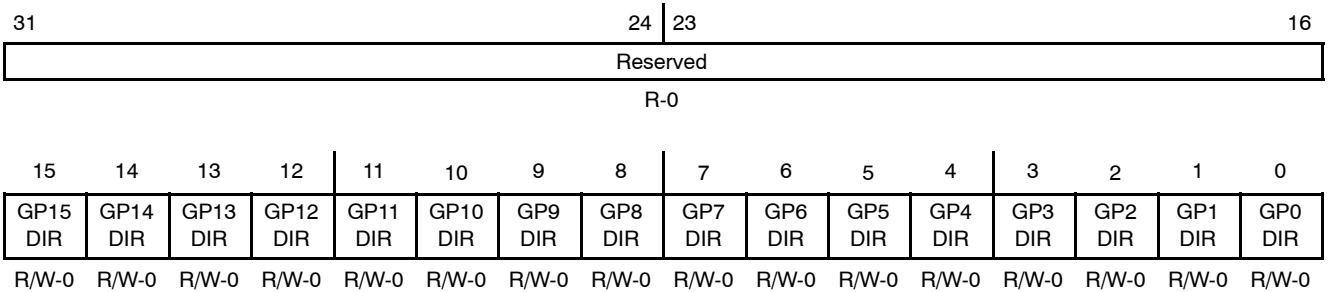 31 24 23 16
Reserved
R-0
15 14 13 12 11 10 9 8 7 6 5 4 3 2 1 0
GP15 GP14 GP13 GP12 GP11 GP10 GP9 GP8 GP7 GP6 GP5 GP4 GP3 GP2 GP1 GP0
DIR DIR DIR DIR DIR DIR DIR DIR DIR DIR DIR DIR DIR DIR DIR DIR
R/W-0 R/W-0 R/W-0 R/W-0 R/W-0 R/W-0 R/W-0 R/W-0 R/W-0 R/W-0 R/W-0 R/W-0 R/W-0 R/W-0 R/W-0 R/W-0